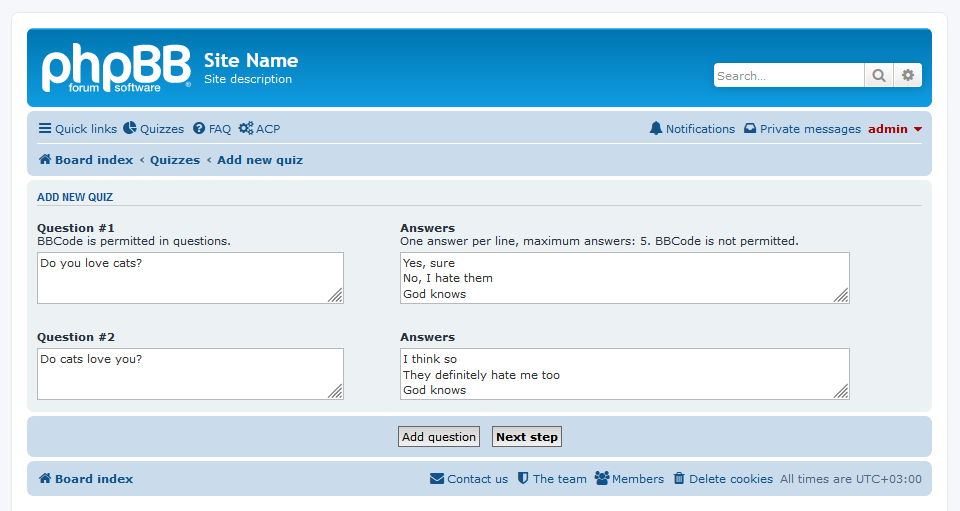 phpBB
forum software
®
Site Name
Site description
Search…
Quick links Quizzes FAQ ACP
Notifications Private messages admin
Board index ‹ Quizzes ‹ Add new quiz
ADD NEW QUIZ
Question #1
BBCode is permitted in questions.
Do you love cats?
Answers
One answer per line, maximum answers: 5. BBCode is not permitted.
Yes, sure
No, I hate them
God knows
Question #2
Do cats love you?
Answers
I think so
They definitely hate me too
God knows
Add question Next step
Board index
Contact us The team Members Delete cookies All times are UTC+03:00